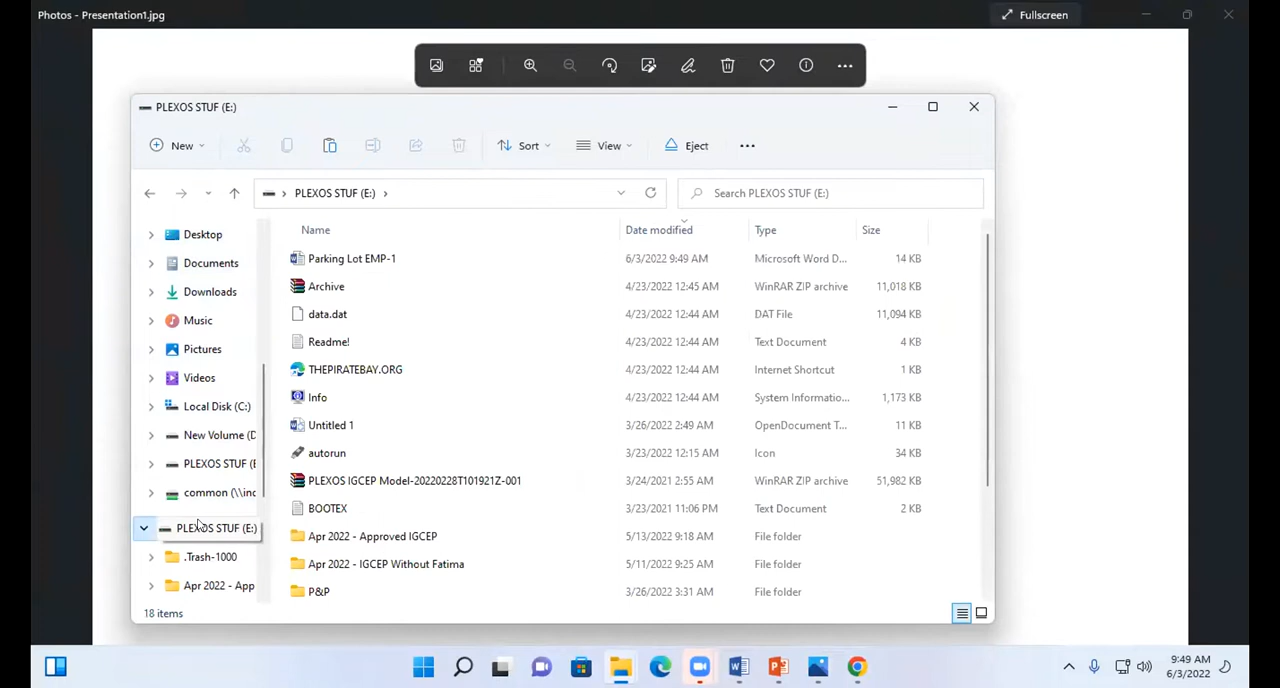 Photos - Presentation1.jpg
Fullscreen
PLEXOS STUF (E:)
New
Sort
View
Eject
PLEXOS STUF (E:)
Search PLEXOS STUF (E:)
Name Date modified Type Size
Desktop
Documents
Downloads
Music
Pictures
Videos
Local Disk (C:)
New Volume (D
PLEXOS STUF (E
common (\\inc
PLEXOS STUF (E:)
.Trash-1000
Apr 2022 - App
Parking Lot EMP-1 6/3/2022 9:49 AM Microsoft Word D... 14 KB
Archive 4/23/2022 12:45 AM WinRAR ZIP archive 11,018 KB
data.dat 4/23/2022 12:44 AM DAT File 11,094 KB
Readme! 4/23/2022 12:44 AM Text Document 4 KB
THEPIRATEBAY.ORG 4/23/2022 12:44 AM Internet Shortcut 1 KB
Info 4/23/2022 12:44 AM System Informatio... 1,173 KB
Untitled 1 3/26/2022 2:49 AM OpenDocument T... 11 KB
autorun 3/23/2022 12:15 AM Icon 34 KB
PLEXOS IGCEP Model-20220228T101921Z-001 3/24/2021 2:55 AM WinRAR ZIP archive 51,982 KB
BOOTEX 3/23/2021 11:06 PM Text Document 2 KB
Apr 2022 - Approved IGCEP 5/13/2022 9:18 AM File folder
Apr 2022 - IGCEP Without Fatima 5/11/2022 9:25 AM File folder
P&P 3/26/2022 3:31 AM File folder
18 items
9:49 AM
6/3/2022